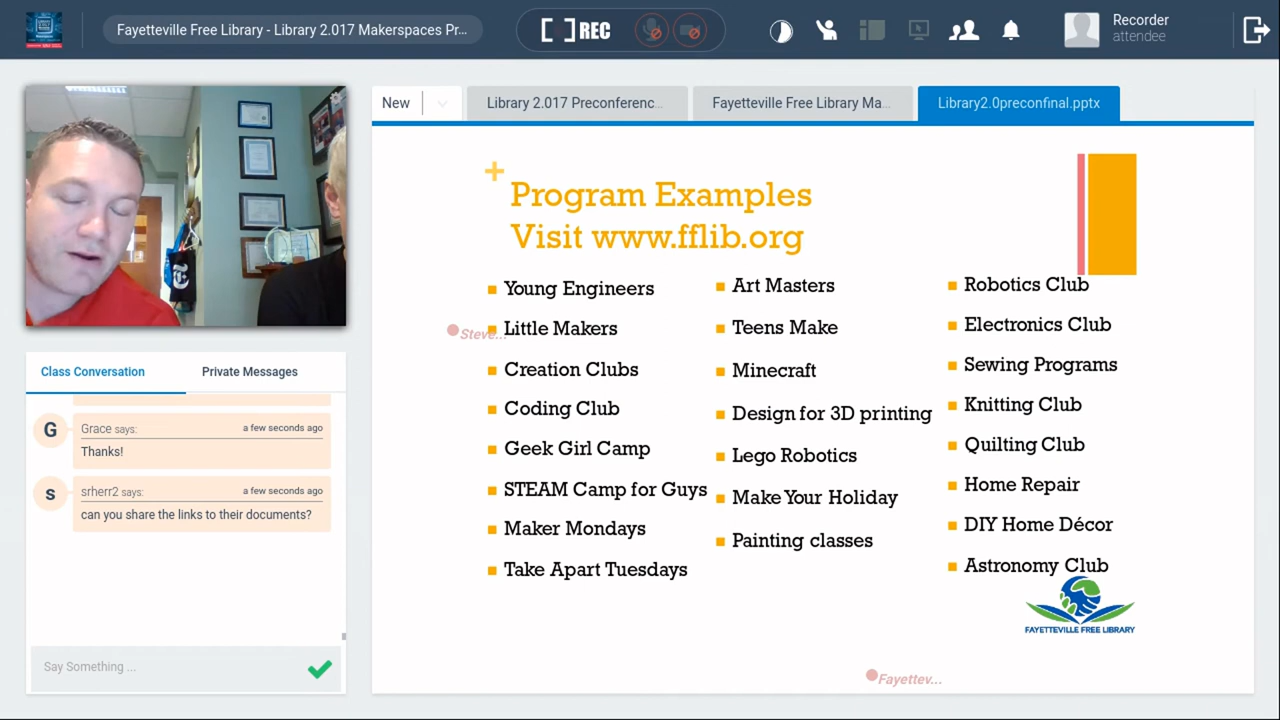 Fayetteville Free Library - Library 2.017 Makerspaces Pr...
REC
Recorder
attendee
New
Library 2.017 Preconferenc
Fayetteville Free Library Ma...
Library2.0preconfinal.pptx
Class Conversation
Private Messages
G
Grace says:
a few seconds ago
Thanks!
s
srherr2 says:
a few seconds ago
can you share the links to their documents?
Say Something ...
Program Examples
Visit www.fflib.org
Young Engineers
Little Makers
Creation Clubs
Coding Club
Geek Girl Camp
STEAM Camp for Guys
Maker Mondays
Take Apart Tuesdays
Art Masters
Teens Make
Minecraft
Design for 3D printing
Lego Robotics
Make Your Holiday
Painting classes
Robotics Club
Electronics Club
Sewing Programs
Knitting Club
Quilting Club
Home Repair
DIY Home Décor
Astronomy Club
FAYETTEVILLE FREE LIBRARY
Steve...
Fayettev...